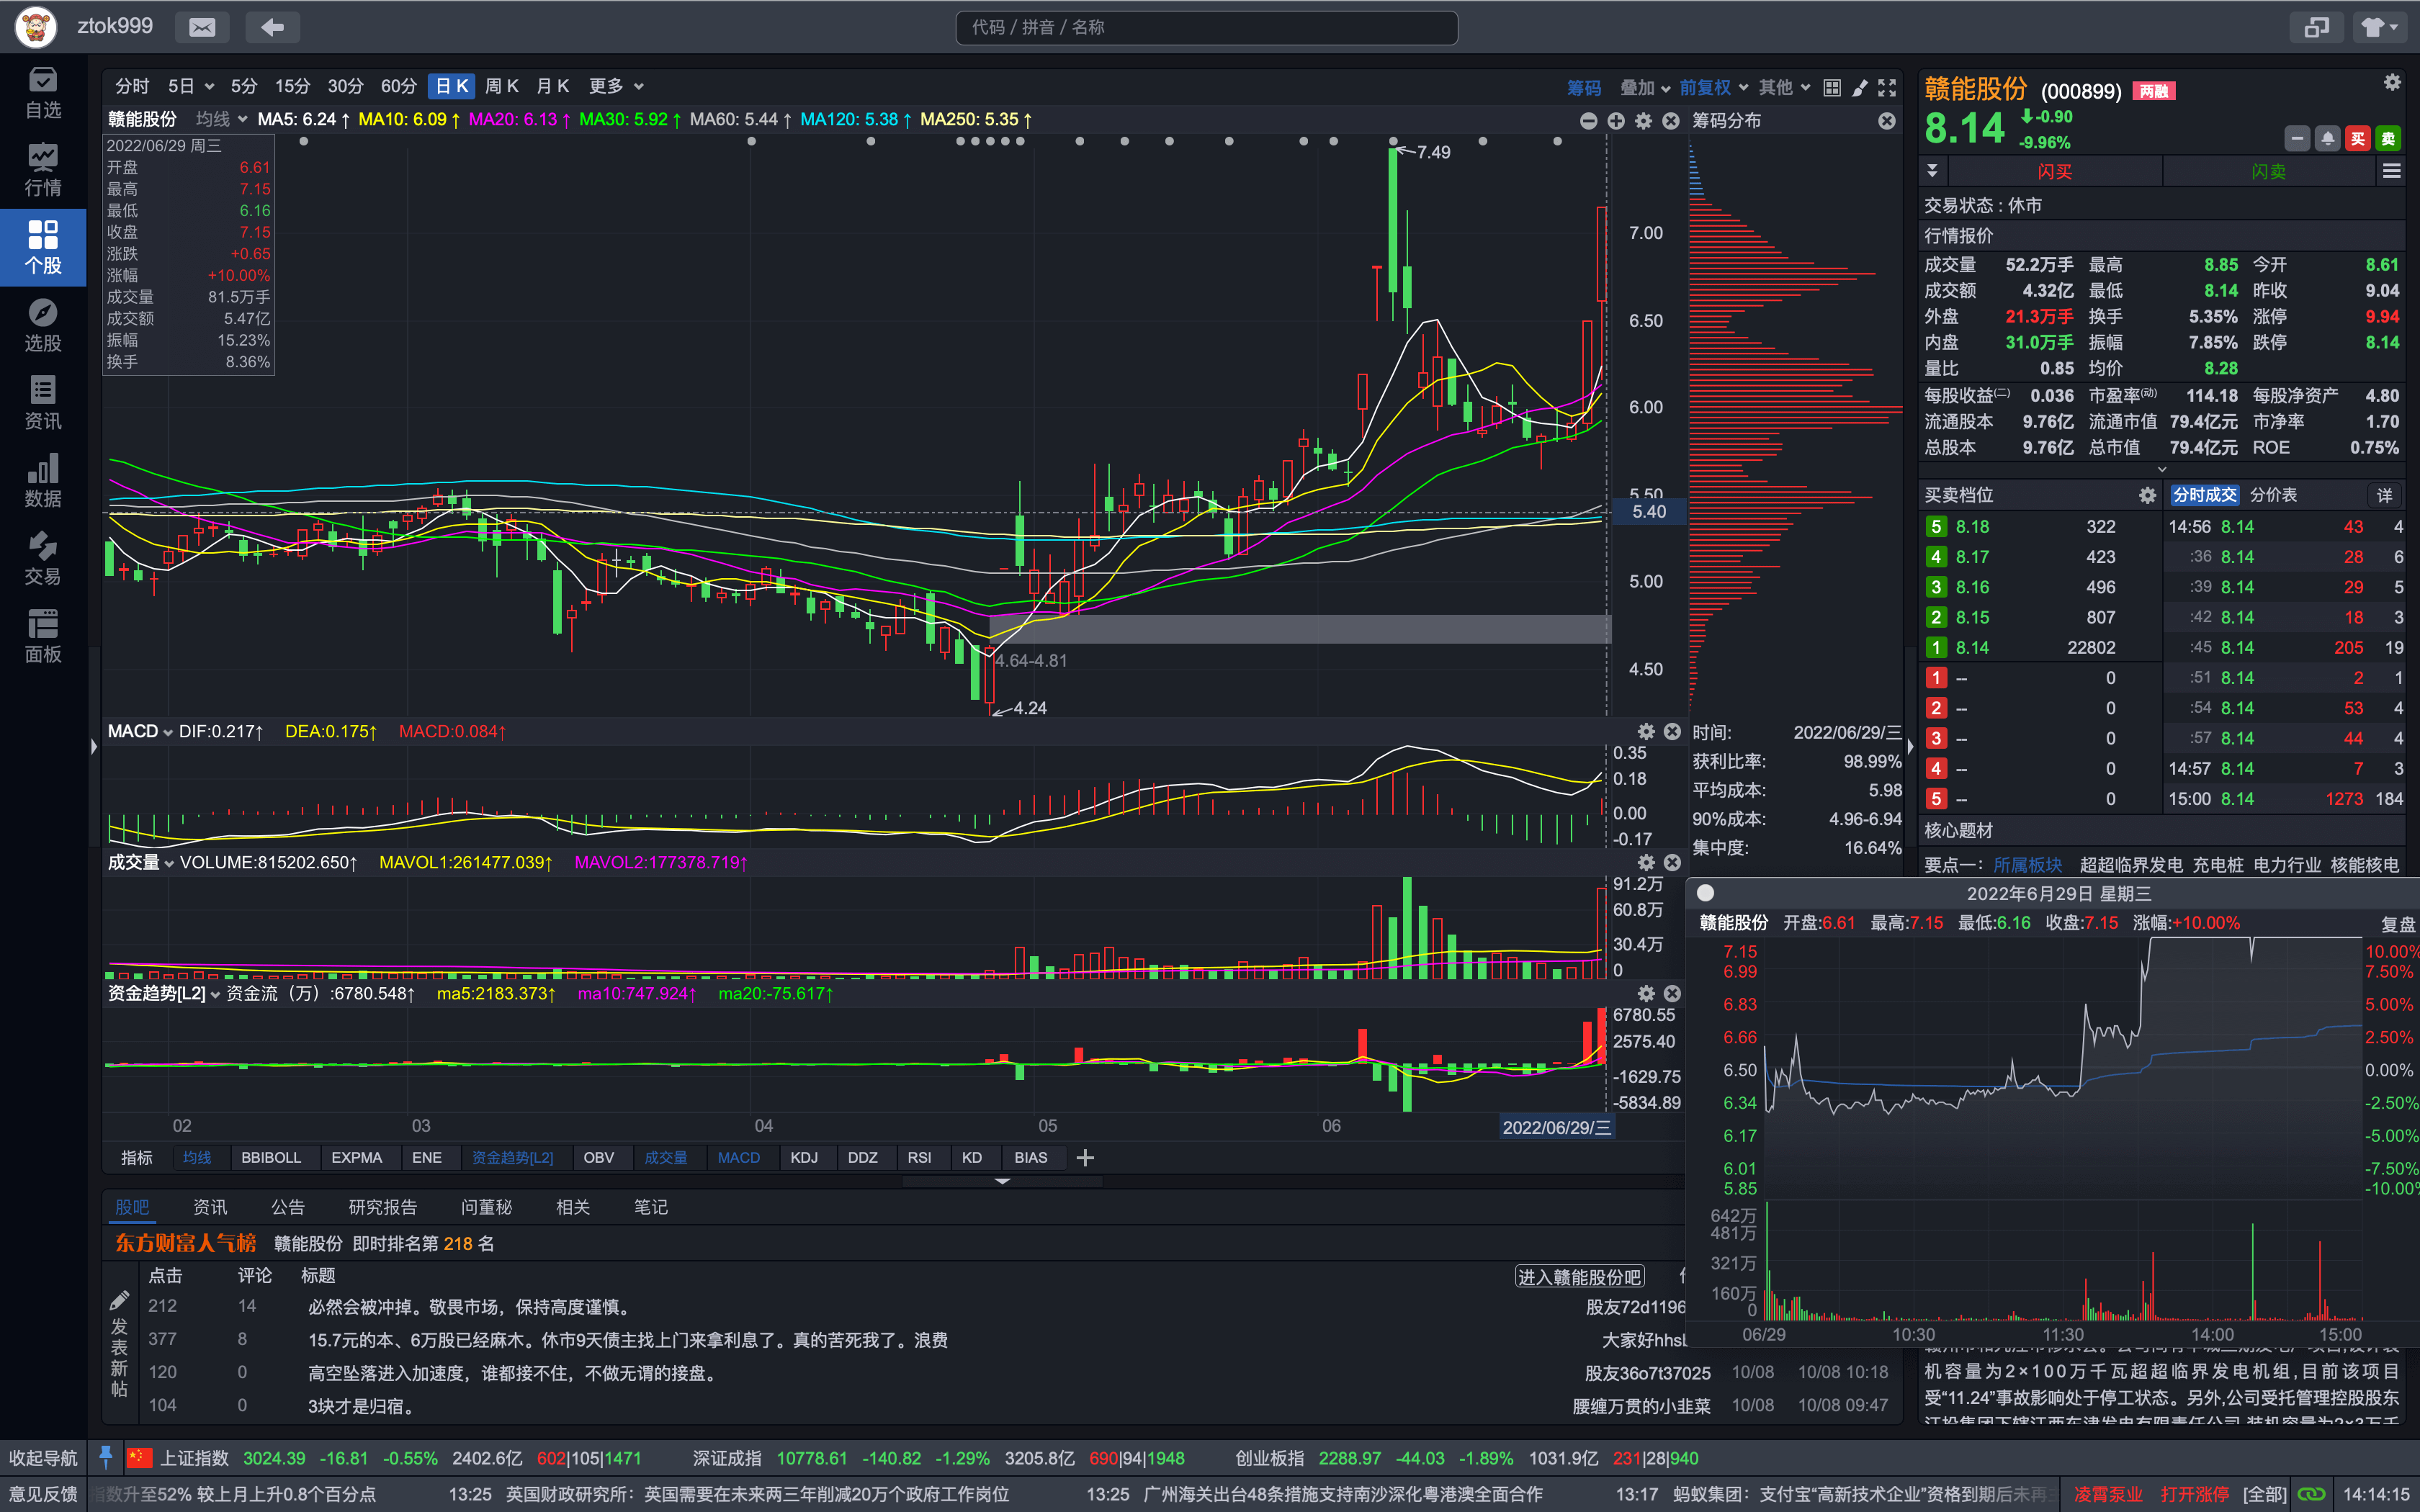 ztok999
代码 / 拼音 / 名称
自选
行情
个股
选股
资讯
数据
交易
面板
分时 5日 5分 15分 30分 60分 日K 周K 月K 更多
筹码 叠加 前复权 其他
赣能股份 均线 MA5: 6.24↑ MA10: 6.09↑ MA20: 6.13↑ MA30: 5.92↑ MA60: 5.44↑ MA120: 5.38↑ MA250: 5.35↑
筹码分布
2022/06/29 周三
开盘 6.61
最高 7.15
最低 6.16
收盘 7.15
涨跌 +0.65
涨幅 +10.00%
成交量 81.5万手
成交额 5.47亿
振幅 15.23%
换手 8.36%
7.49
7.00
6.50
6.00
5.50
5.40
5.00
4.50
4.64-4.81
4.24
MACD DIF:0.217↑ DEA:0.175↑ MACD:0.084↑
0.35
0.18
0.00
-0.17
成交量 VOLUME:815202.650↑ MAVOL1:261477.039↑ MAVOL2:177378.719↑
91.2万
60.8万
30.4万
0
资金趋势[L2] 资金流（万）:6780.548↑ ma5:2183.373↑ ma10:747.924↑ ma20:-75.617↑
6780.55
2575.40
-1629.75
-5834.89
02 03 04 05 06 2022/06/29/三
指标 均线 BBIBOLL EXPMA ENE 资金趋势[L2] OBV 成交量 MACD KDJ DDZ RSI KD BIAS
时间: 2022/06/29/三
获利比率: 98.99%
平均成本: 5.98
90%成本: 4.96-6.94
集中度: 16.64%
股吧 资讯 公告 研究报告 问董秘 相关 笔记
东方财富人气榜 赣能股份 即时排名第 218 名
点击 评论 标题
进入赣能股份吧
发表新帖
212 14 必然会被冲掉。敬畏市场，保持高度谨慎。 股友72d1196
377 8 15.7元的本、6万股已经麻木。休市9天债主找上门来拿利息了。真的苦死我了。浪费 大家好hhsb
120 0 高空坠落进入加速度，谁都接不住，不做无谓的接盘。 股友36o7t37025 10/08 10/08 10:18
104 0 3块才是归宿。 腰缠万贯的小韭菜 10/08 10/08 09:47
赣能股份 (000899) 两融
8.14 -0.90
-9.96%
买 卖
闪买 闪卖
交易状态 : 休市
行情报价
成交量 52.2万手 最高 8.85 今开 8.61
成交额 4.32亿 最低 8.14 昨收 9.04
外盘 21.3万手 换手 5.35% 涨停 9.94
内盘 31.0万手 振幅 7.85% 跌停 8.14
量比 0.85 均价 8.28
每股收益(二) 0.036 市盈率(动) 114.18 每股净资产 4.80
流通股本 9.76亿 流通市值 79.4亿元 市净率 1.70
总股本 9.76亿 总市值 79.4亿元 ROE 0.75%
买卖档位
5 8.18 322
4 8.17 423
3 8.16 496
2 8.15 807
1 8.14 22802
1 -- 0
2 -- 0
3 -- 0
4 -- 0
5 -- 0
分时成交 分价表 详
14:56 8.14 43 4
:36 8.14 28 6
:39 8.14 29 5
:42 8.14 18 3
:45 8.14 205 19
:51 8.14 2 1
:54 8.14 53 4
:57 8.14 44 4
14:57 8.14 7 3
15:00 8.14 1273 184
核心题材
要点一： 所属板块 超超临界发电 充电桩 电力行业 核能核电
2022年6月29日 星期三
赣能股份 开盘:6.61 最高:7.15 最低:6.16 收盘:7.15 涨幅:+10.00% 复盘
7.15 10.00%
6.99 7.50%
6.83 5.00%
6.66 2.50%
6.50 0.00%
6.34 -2.50%
6.17 -5.00%
6.01 -7.50%
5.85 -10.00%
642万
481万
321万
160万
0
06/29 10:30 11:30 14:00 15:00
机容量为2×100万千瓦超超临界发电机组,目前该项目
受“11.24”事故影响处于停工状态。另外,公司受托管理控股股东
收起导航 上证指数 3024.39 -16.81 -0.55% 2402.6亿 602|105|1471 深证成指 10778.61 -140.82 -1.29% 3205.8亿 690|94|1948 创业板指 2288.97 -44.03 -1.89% 1031.9亿 231|28|940
意见反馈 指数升至52% 较上月上升0.8个百分点 13:25 英国财政研究所：英国需要在未来两三年削减20万个政府工作岗位 13:25 广州海关出台48条措施支持南沙深化粤港澳全面合作 13:17 蚂蚁集团：支付宝“高新技术企业”资格到期后未再 凌霄泵业 打开涨停 [全部] 14:14:15